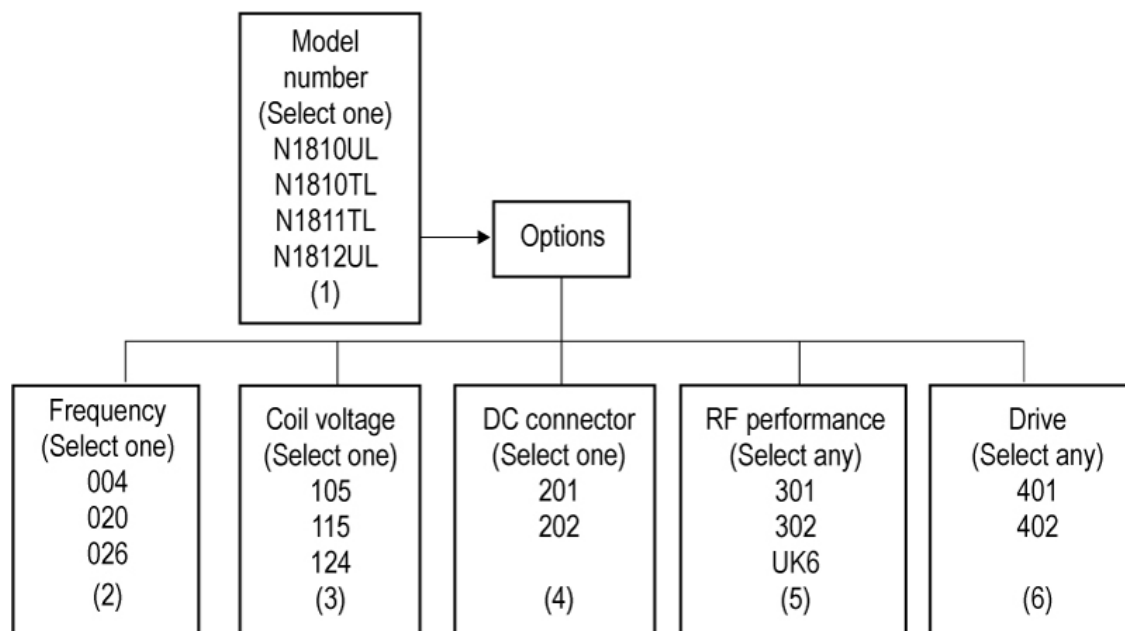 Model
number
(Select one)
N1810UL
N1810TL
N1811TL
N1812UL
(1)
Options
Frequency
(Select one)
004
020
026
(2)
Coil voltage
(Select one)
105
115
124
(3)
DC connector
(Select one)
201
202
(4)
RF performance
(Select any)
301
302
UK6
(5)
Drive
(Select any)
401
402
(6)